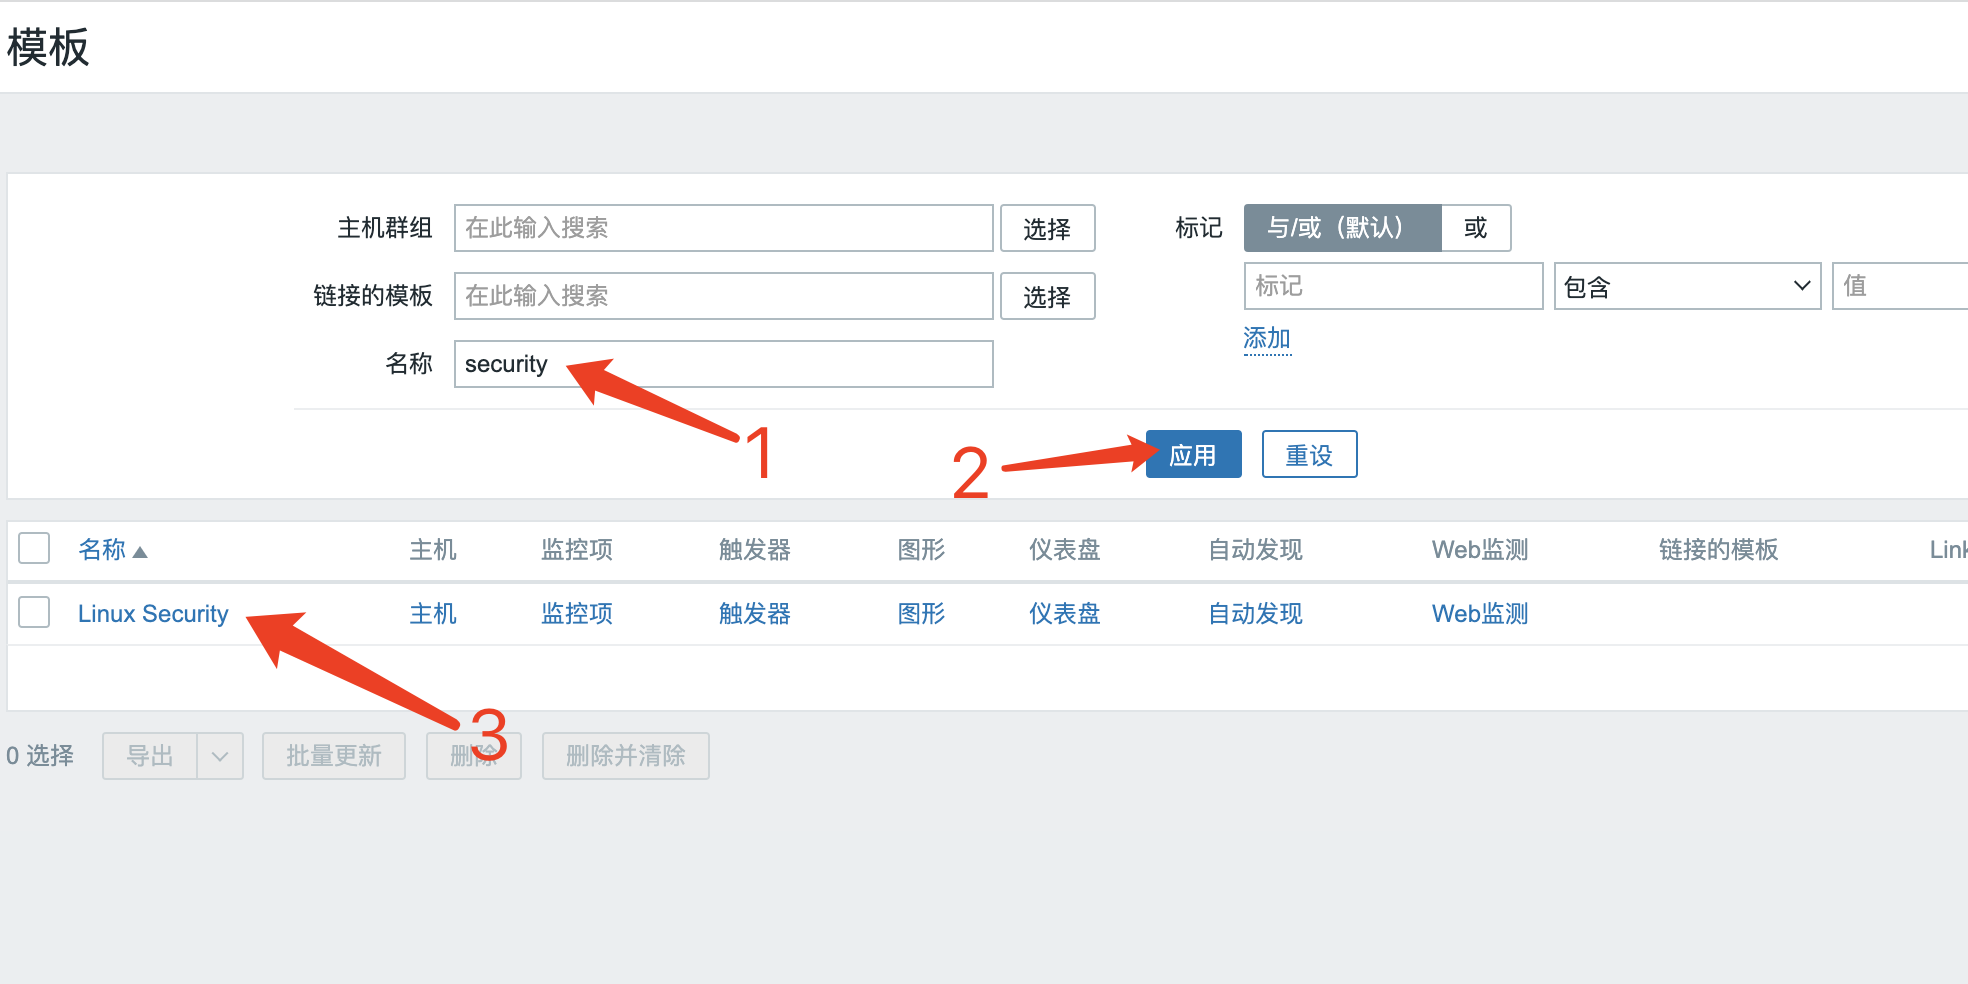 模板
主机群组 在此输入搜索 选择 标记 与/或（默认） 或
标记 包含 值
链接的模板 在此输入搜索 选择
添加
名称 security
1
2 应用 重设
名称 主机 监控项 触发器 图形 仪表盘 自动发现 Web监测 链接的模板 Link
Linux Security 主机 监控项 触发器 图形 仪表盘 自动发现 Web监测
3
0 选择 导出 批量更新 删除 删除并清除